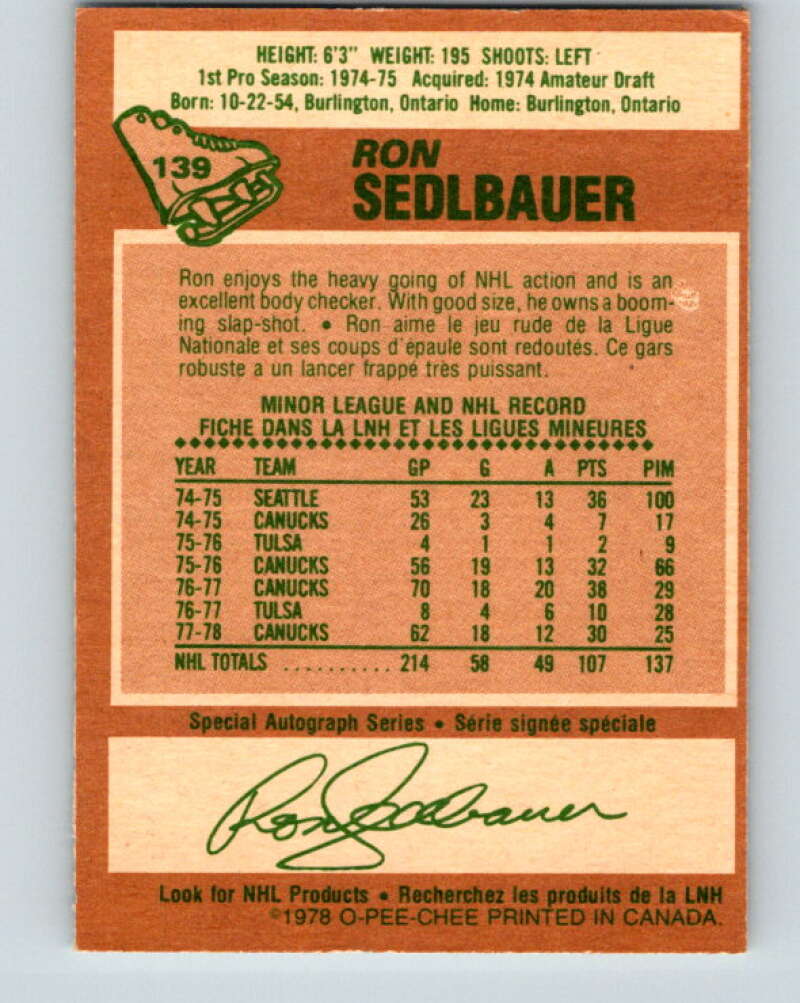 HEIGHT: 6'3" WEIGHT: 195 SHOOTS: LEFT
1st Pro Season: 1974-75 Acquired: 1974 Amateur Draft
Born: 10-22-54, Burlington, Ontario Home: Burlington, Ontario
139
RON
SEDLBAUER
Ron enjoys the heavy going of NHL action and is an
excellent body checker. With good size, he owns a boom-
ing slap-shot. • Ron aime le jeu rude de la Ligue
Nationale et ses coups d'épaule sont redoutés. Ce gars
robuste a un lancer frappé très puissant.
MINOR LEAGUE AND NHL RECORD
FICHE DANS LA LNH ET LES LIGUES MINEURES
YEAR TEAM GP G A PTS PIM
74-75 SEATTLE 53 23 13 36 100
74-75 CANUCKS 26 3 4 7 17
75-76 TULSA 4 1 1 2 9
75-76 CANUCKS 56 19 13 32 66
76-77 CANUCKS 70 18 20 38 29
76-77 TULSA 8 4 6 10 28
77-78 CANUCKS 62 18 12 30 25
NHL TOTALS .......... 214 58 49 107 137
Special Autograph Series • Série signée spéciale
Ron Sedlbauer
Look for NHL Products • Recherchez les produits de la LNH
©1978 O-PEE-CHEE PRINTED IN CANADA.